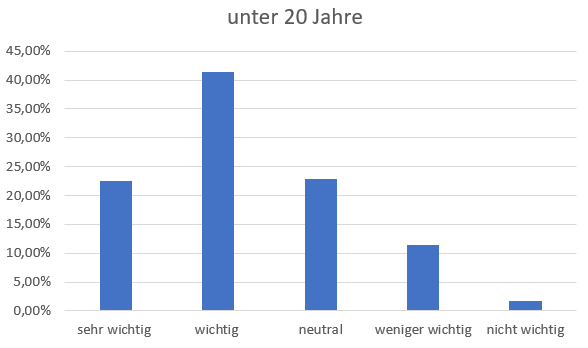 unter 20 Jahre
45,00%
40,00%
35,00%
30,00%
25,00%
20,00%
15,00%
10,00%
5,00%
0,00%
sehr wichtig
wichtig
neutral
weniger wichtig
nicht wichtig